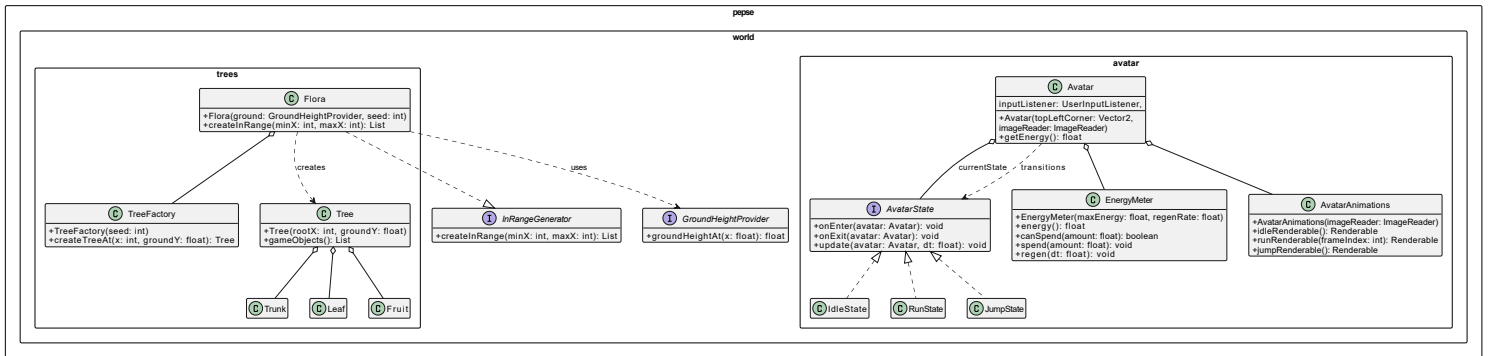 pepse
world
trees
C Flora
+Flora(ground: GroundHeightProvider, seed: int)
+createInRange(minX: int, maxX: int): List
creates
uses
C TreeFactory
+TreeFactory(seed: int)
+createTreeAt(x: int, groundY: float): Tree
C Tree
+Tree(rootX: int, groundY: float)
+gameObjects(): List
C Trunk
C Leaf
C Fruit
I InRangeGenerator
+createInRange(minX: int, maxX: int): List
I GroundHeightProvider
+groundHeightAt(x: float): float
avatar
C Avatar
inputListener: UserInputListener,
+Avatar(topLeftCorner: Vector2,
imageReader: ImageReader)
+getEnergy(): float
currentState
transitions
I AvatarState
+onEnter(avatar: Avatar): void
+onExit(avatar: Avatar): void
+update(avatar: Avatar, dt: float): void
C IdleState
C RunState
C JumpState
C EnergyMeter
+EnergyMeter(maxEnergy: float, regenRate: float)
+energy(): float
+canSpend(amount: float): boolean
+spend(amount: float): void
+regen(dt: float): void
C AvatarAnimations
+AvatarAnimations(imageReader: ImageReader)
+idleRenderable(): Renderable
+runRenderable(frameIndex: int): Renderable
+jumpRenderable(): Renderable